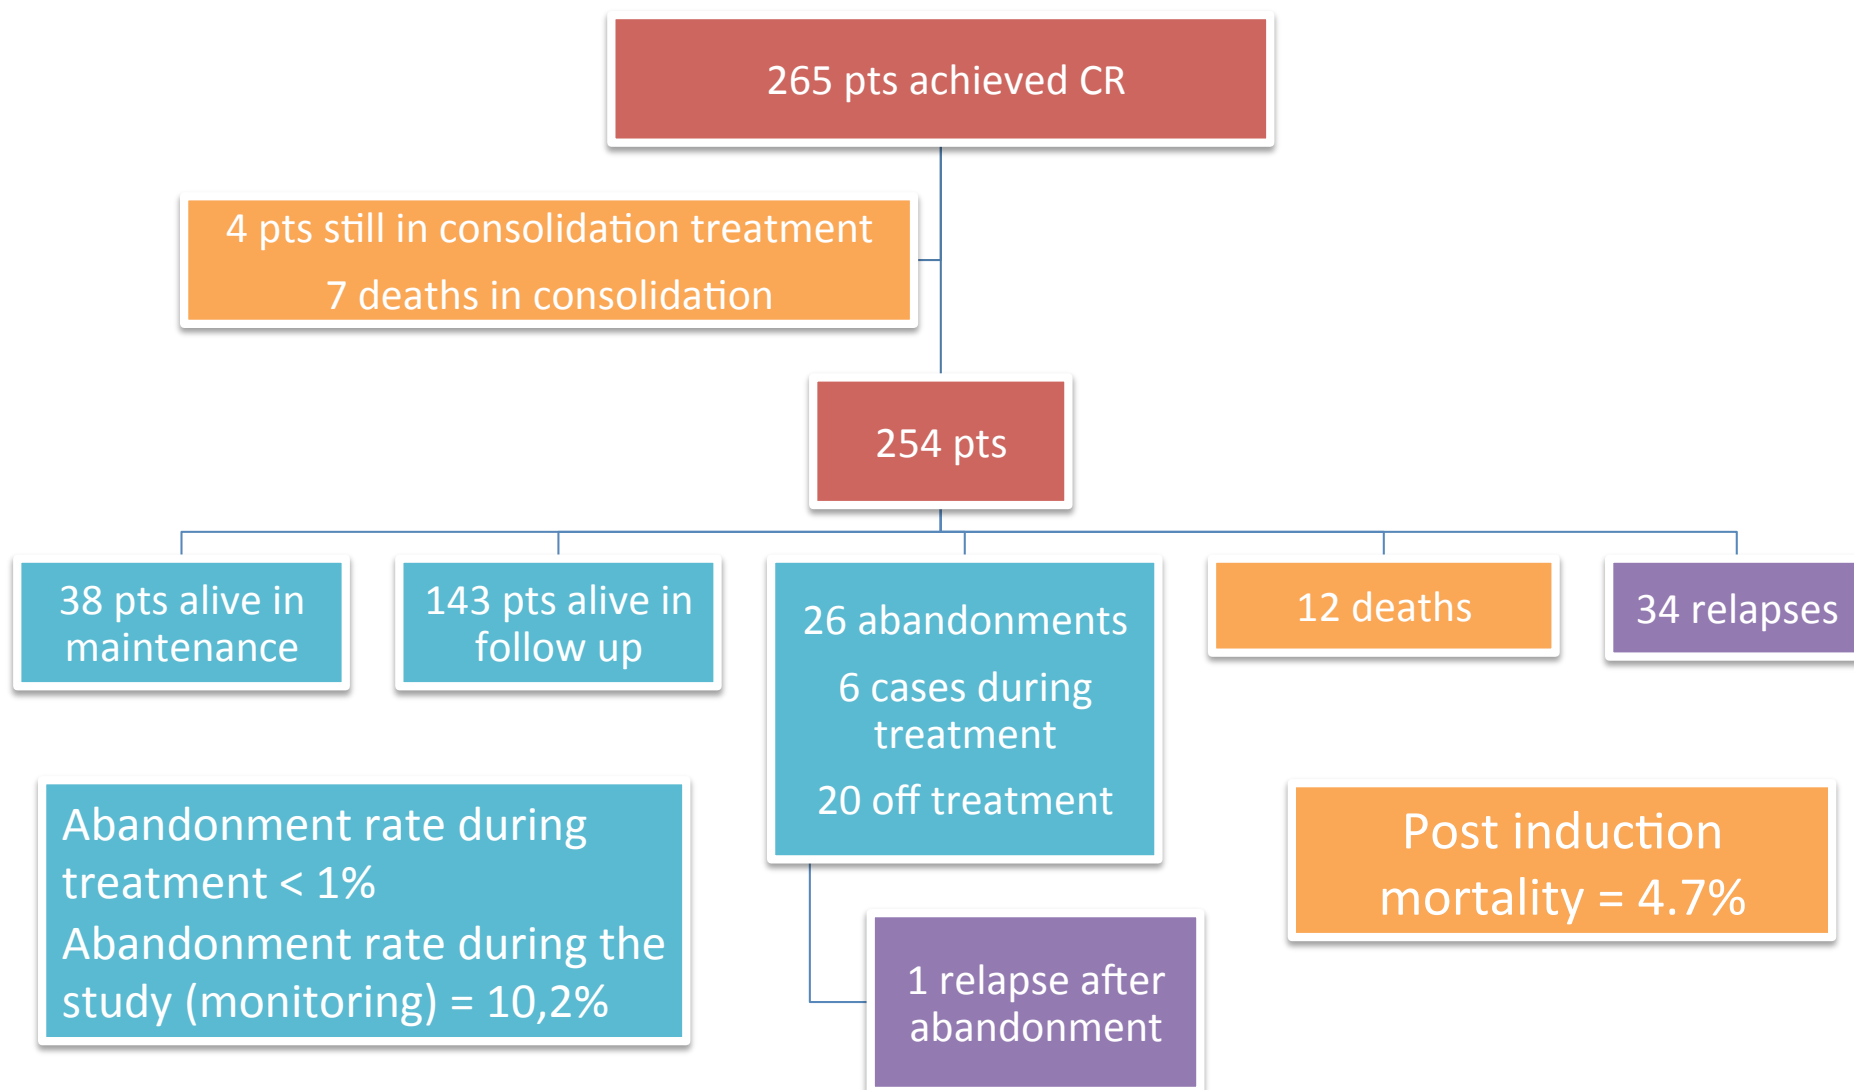 265 pts achieved CR
4 pts still in consolidation treatment
7 deaths in consolidation
254 pts
38 pts alive in
maintenance
143 pts alive in
follow up
26 abandonments
6 cases during
treatment
20 off treatment
12 deaths
34 relapses
Abandonment rate during
treatment < 1%
Abandonment rate during the
study (monitoring) = 10,2%
1 relapse after
abandonment
Post induction
mortality = 4.7%